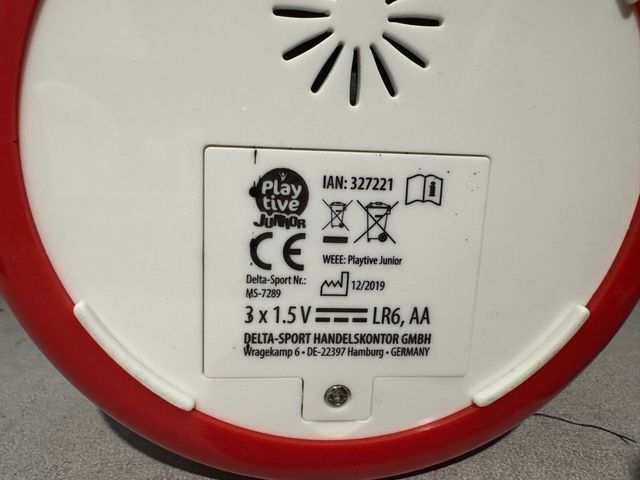 Play
tive
JUNIOR
IAN: 327221
i
CE
WEEE: Playtive Junior
Delta-Sport Nr.:
MS-7289
12/2019
3 x 1.5 V LR6, AA
DELTA-SPORT HANDELSKONTOR GMBH
Wragekamp 6 • DE-22397 Hamburg • GERMANY